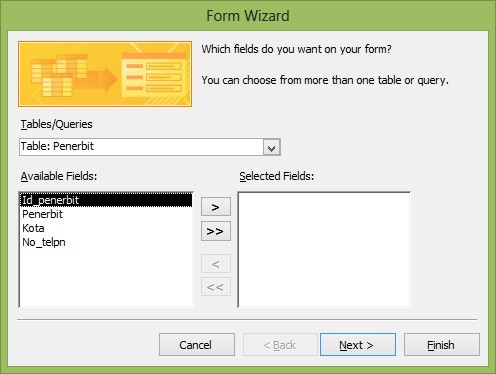 Form Wizard
Which fields do you want on your form?
You can choose from more than one table or query.
Tables/Queries
Table: Penerbit
Available Fields:
Selected Fields:
Id_penerbit
Penerbit
Kota
No_telpn
>
>>
<
<<
Cancel
< Back
Next >
Finish